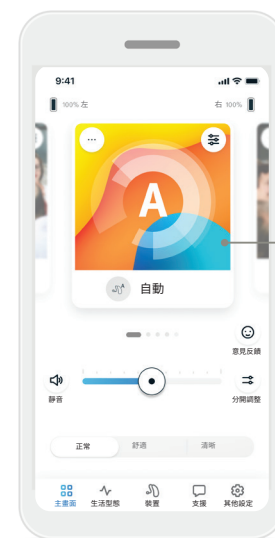 9:41
100% 左
右 100%
A
自動
意見反饋
靜音
分開調整
正常 舒適 清晰
主畫面 生活型態 裝置 支援 其他設定